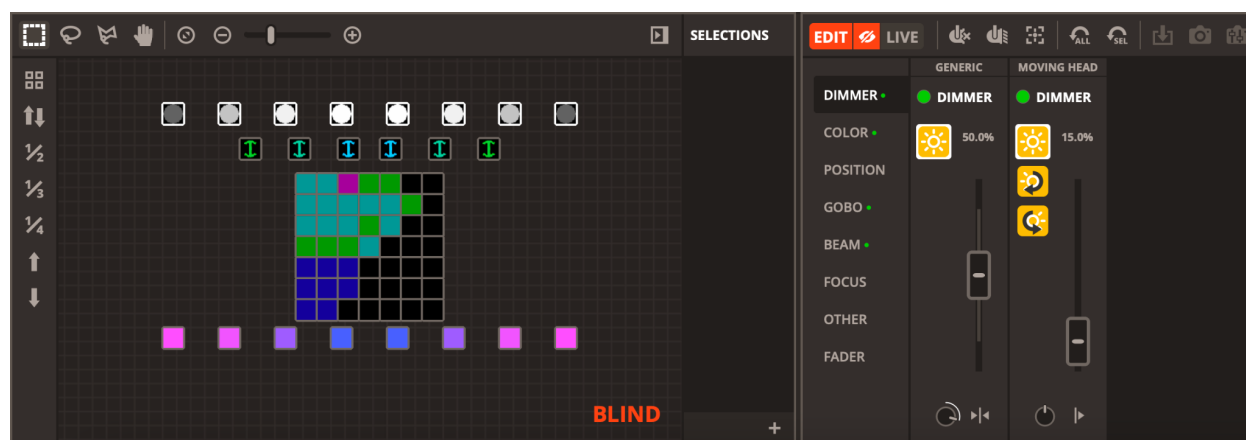 SELECTIONS
EDIT LIVE ALL SEL
GENERIC MOVING HEAD
DIMMER DIMMER DIMMER
COLOR 50.0% 15.0%
POSITION
GOBO
BEAM
FOCUS
OTHER
FADER
1/2
1/3
1/4
BLIND